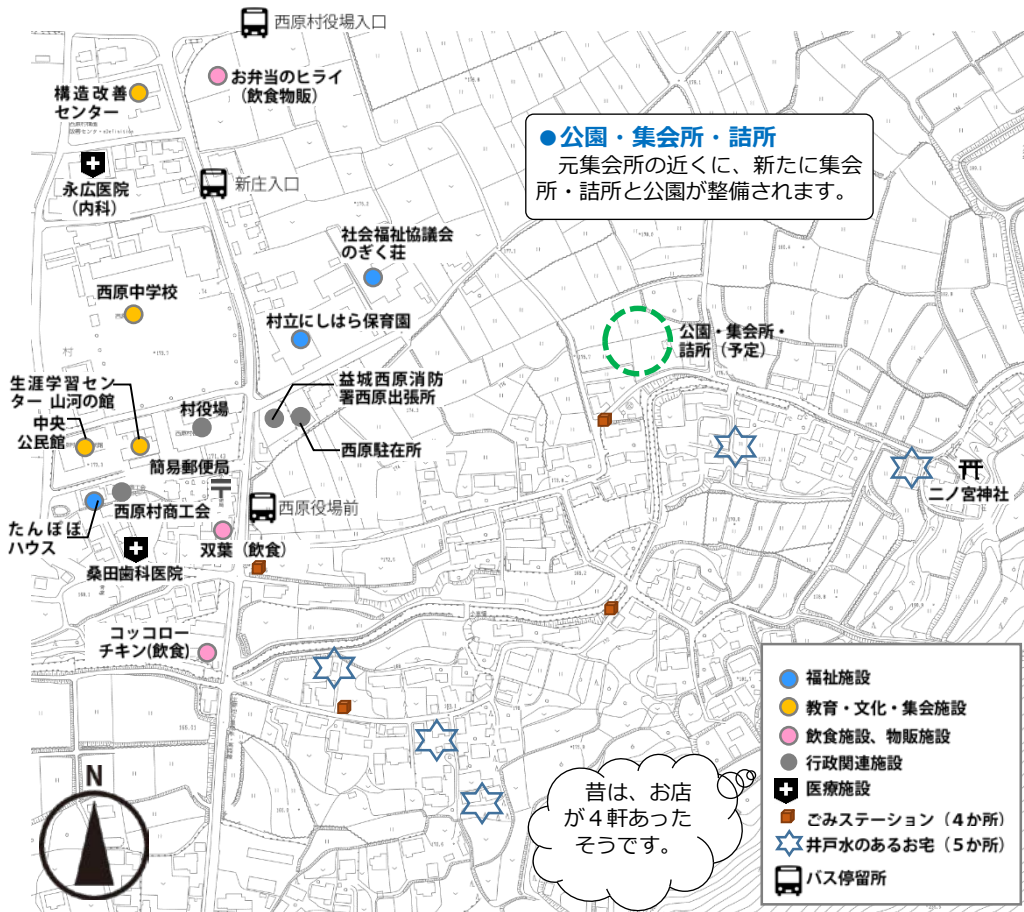 西原村役場入口
お弁当のヒライ
（飲食物販）
構造改善
センター
永広医院
（内科）
新庄入口
●公園・集会所・詰所
元集会所の近くに、新たに集会
所・詰所と公園が整備されます。
社会福祉協議会
のぎく荘
西原中学校
村立にしはら保育園
公園・集会所・
詰所（予定）
生涯学習セン
ター 山河の館
村役場
益城西原消防
署西原出張所
中央
公民館
西原駐在所
簡易郵便局
二ノ宮神社
西原役場前
西原村商工会
たんぽぽ
ハウス
双葉（飲食）
桑田歯科医院
コッコロー
チキン(飲食)
N
昔は、お店
が４軒あった
そうです。
福祉施設
教育・文化・集会施設
飲食施設、物販施設
行政関連施設
医療施設
ごみステーション（４か所）
井戸水のあるお宅（５か所）
バス停留所